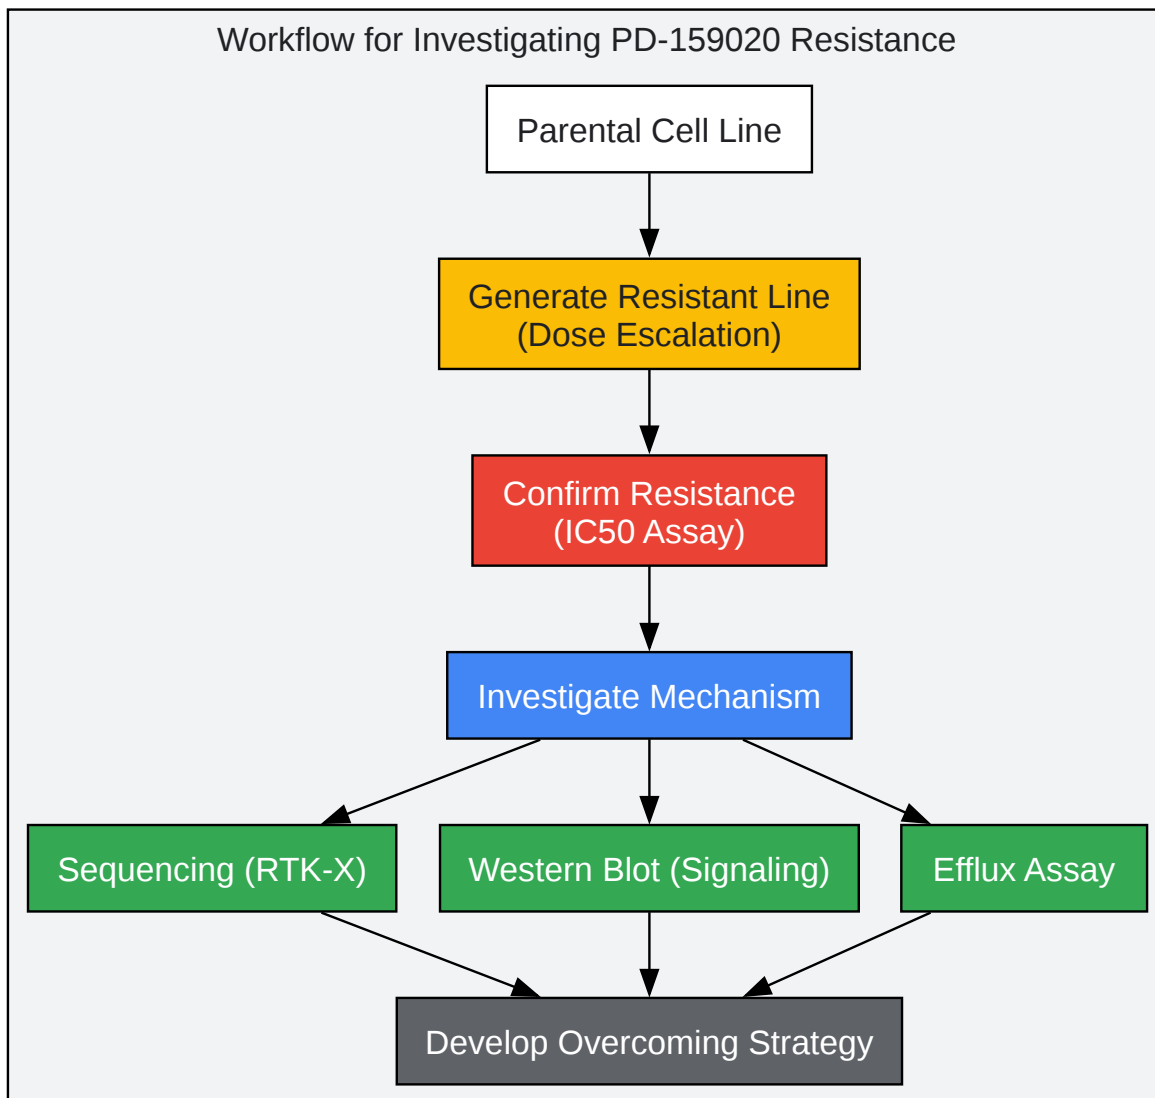 Workflow for Investigating PD-159020 Resistance
Parental Cell Line
Generate Resistant Line
(Dose Escalation)
Confirm Resistance
(IC50 Assay)
Investigate Mechanism
Sequencing (RTK-X)
Western Blot (Signaling)
Efflux Assay
Develop Overcoming Strategy